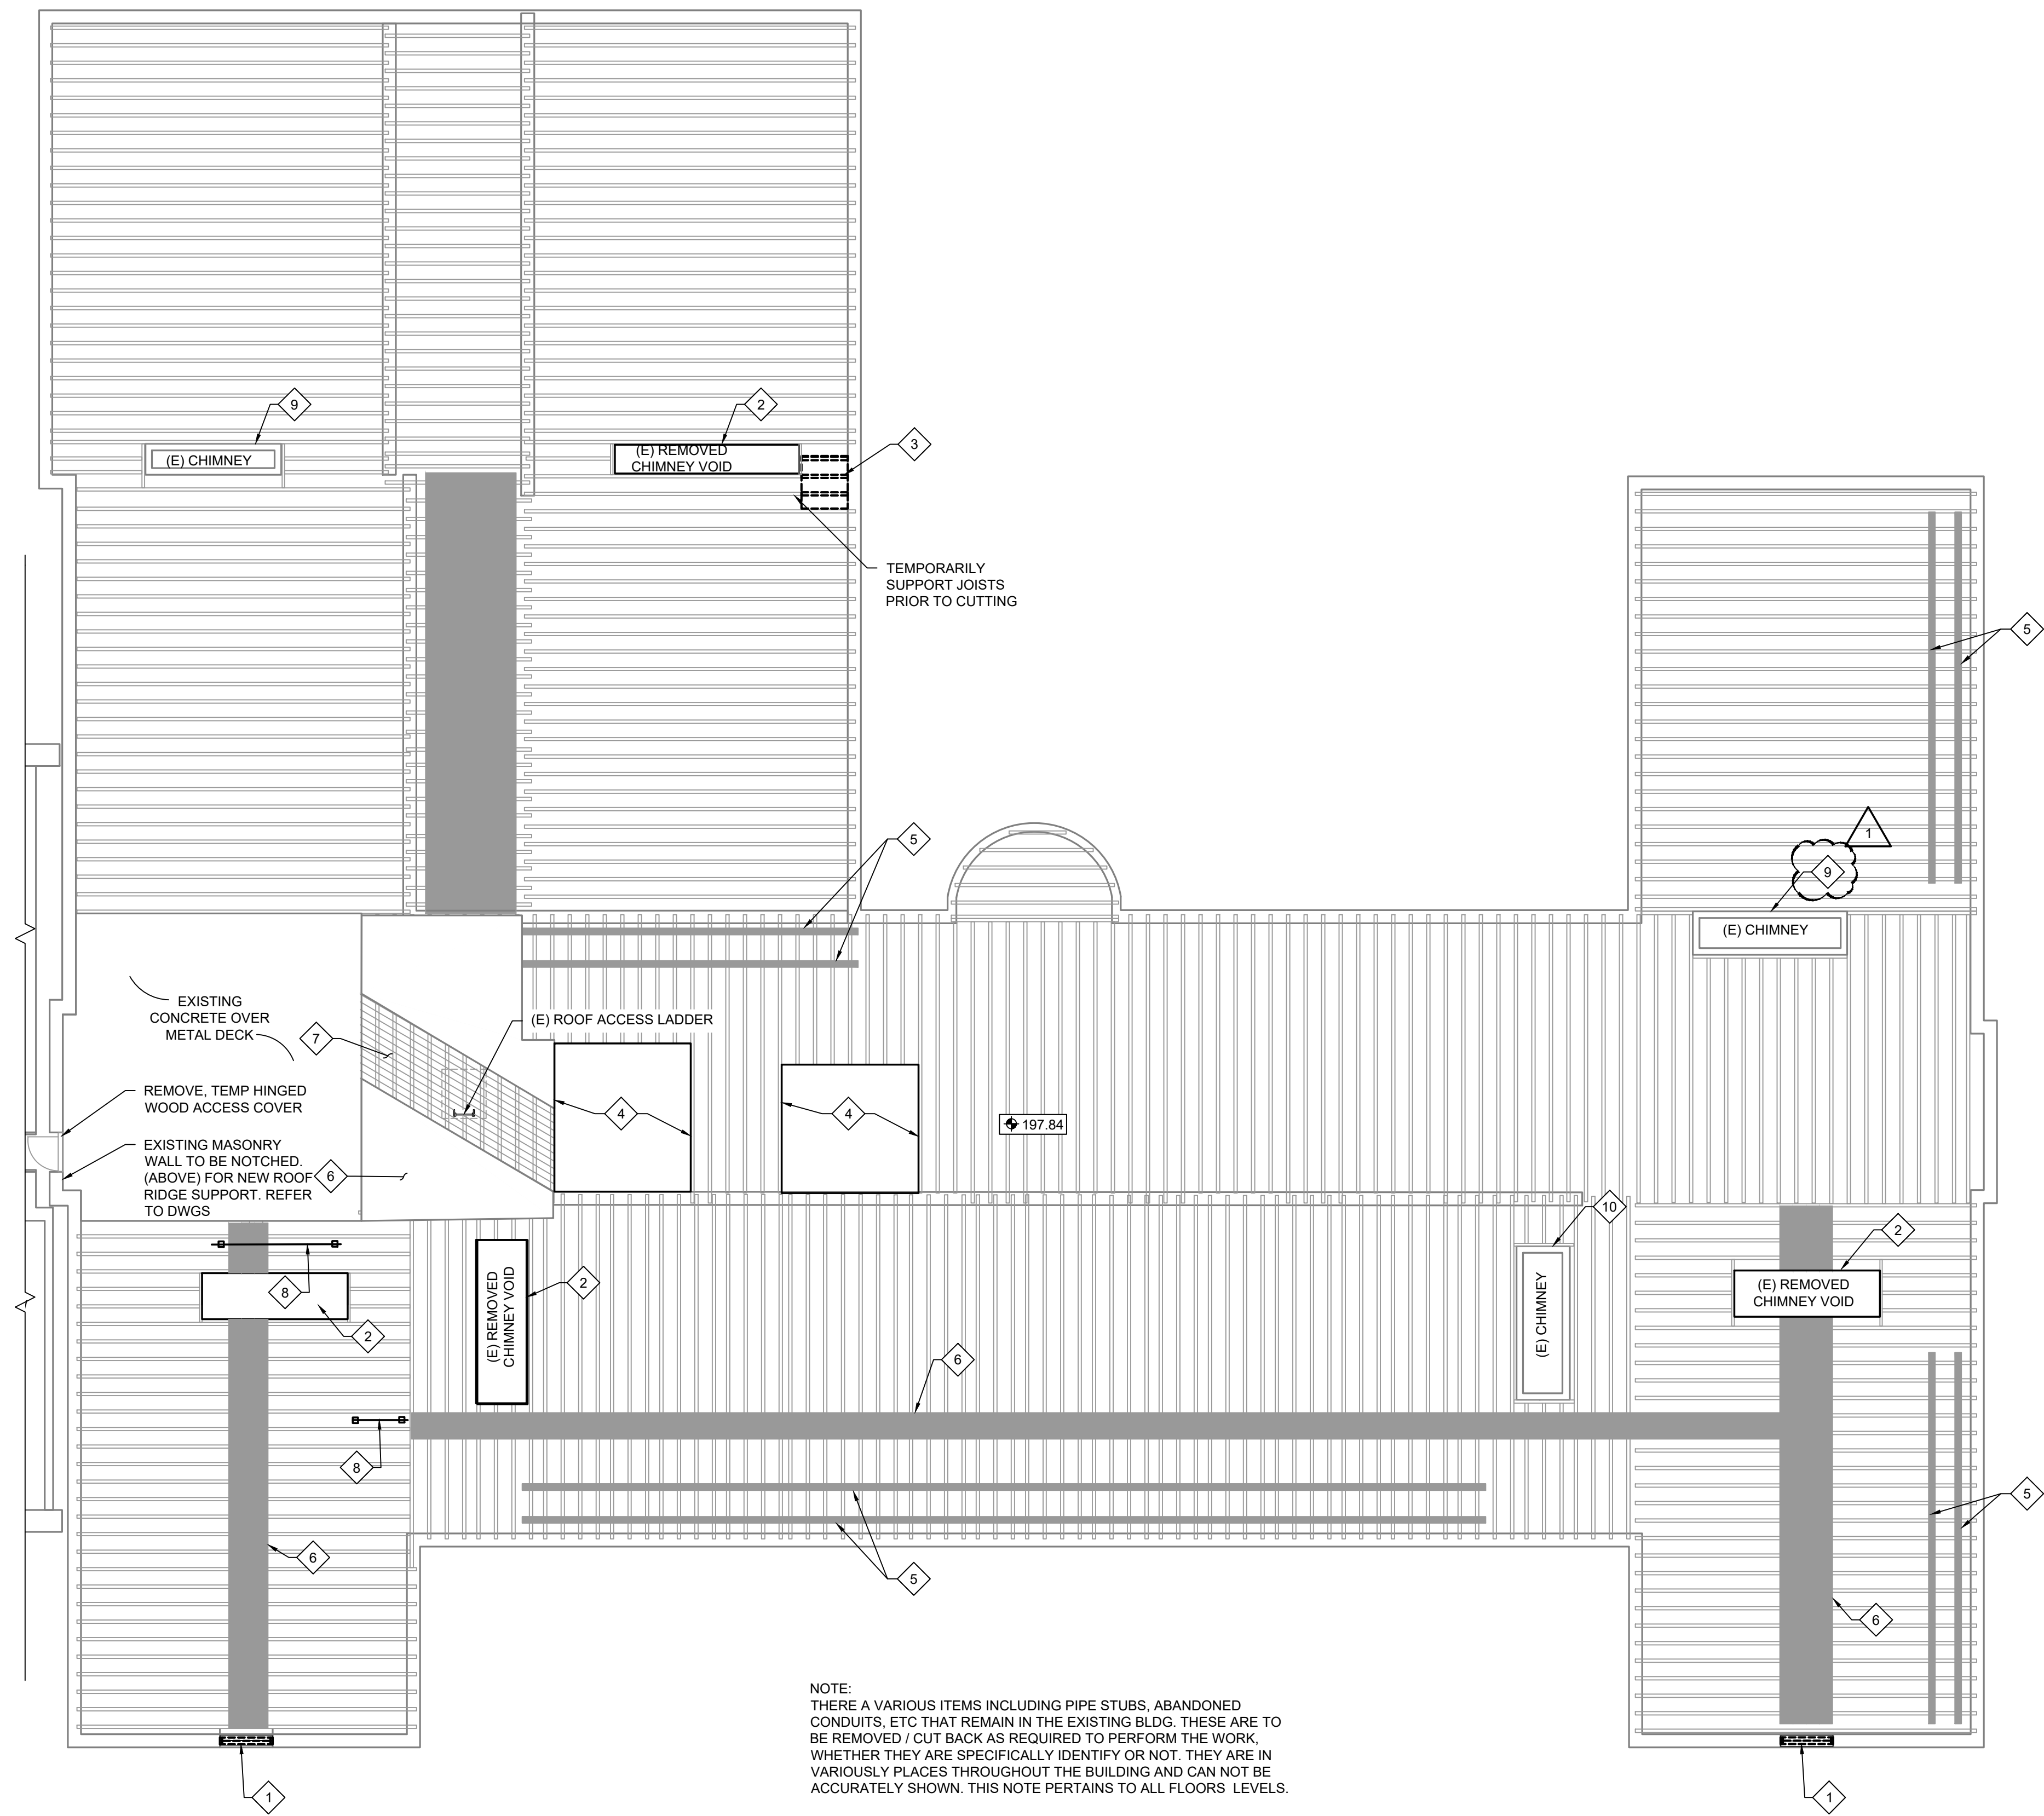 9
2
(E) CHIMNEY
(E) REMOVED
CHIMNEY VOID
3
TEMPORARILY
SUPPORT JOISTS
PRIOR TO CUTTING
5
5
1
9
(E) CHIMNEY
EXISTING
CONCRETE OVER
METAL DECK
7
(E) ROOF ACCESS LADDER
REMOVE, TEMP HINGED
WOOD ACCESS COVER
4
4
197.84
EXISTING MASONRY
WALL TO BE NOTCHED.
(ABOVE) FOR NEW ROOF
RIDGE SUPPORT. REFER
TO DWGS
6
10
2
8
2
(E) REMOVED
CHIMNEY VOID
2
(E) CHIMNEY
(E) REMOVED
CHIMNEY VOID
6
8
5
6
5
6
NOTE:
THERE A VARIOUS ITEMS INCLUDING PIPE STUBS, ABANDONED
CONDUITS, ETC THAT REMAIN IN THE EXISTING BLDG. THESE ARE TO
BE REMOVED / CUT BACK AS REQUIRED TO PERFORM THE WORK,
WHETHER THEY ARE SPECIFICALLY IDENTIFY OR NOT. THEY ARE IN
VARIOUSLY PLACES THROUGHOUT THE BUILDING AND CAN NOT BE
ACCURATELY SHOWN. THIS NOTE PERTAINS TO ALL FLOORS LEVELS.
1
1